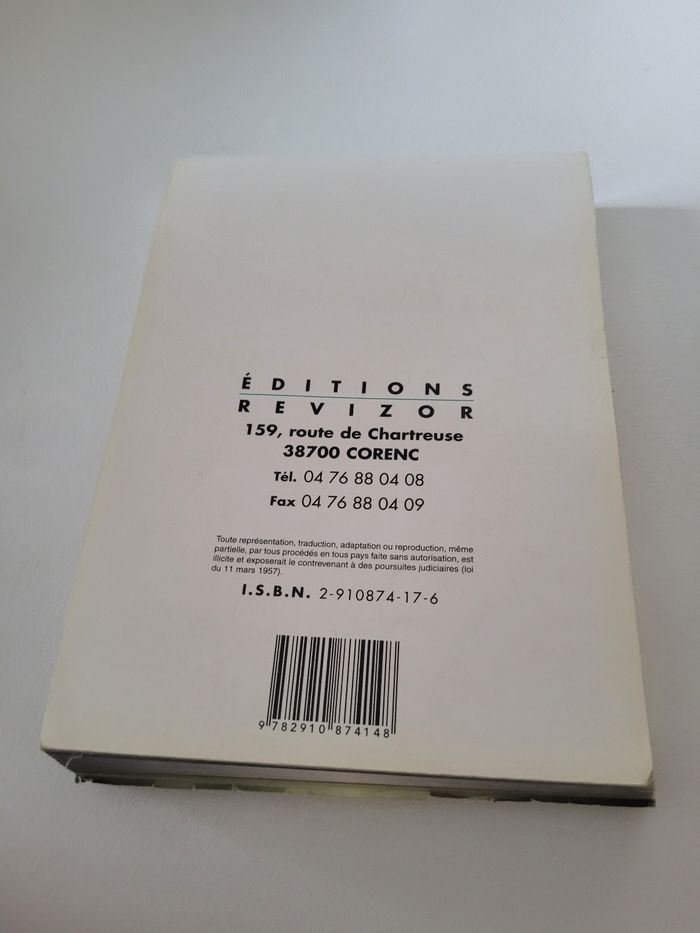 ÉDITIONS
REVIZOR
159, route de Chartreuse
38700 CORENC
Tél. 04 76 88 04 08
Fax 04 76 88 04 09
Toute représentation, traduction, adaptation ou reproduction, même
partielle, par tous procédés en tous pays faite sans autorisation, est
illicite et exposerait le contrevenant à des poursuites judiciaires (loi
du 11 mars 1957).
I.S.B.N. 2-910874-17-6
9 782910 874148